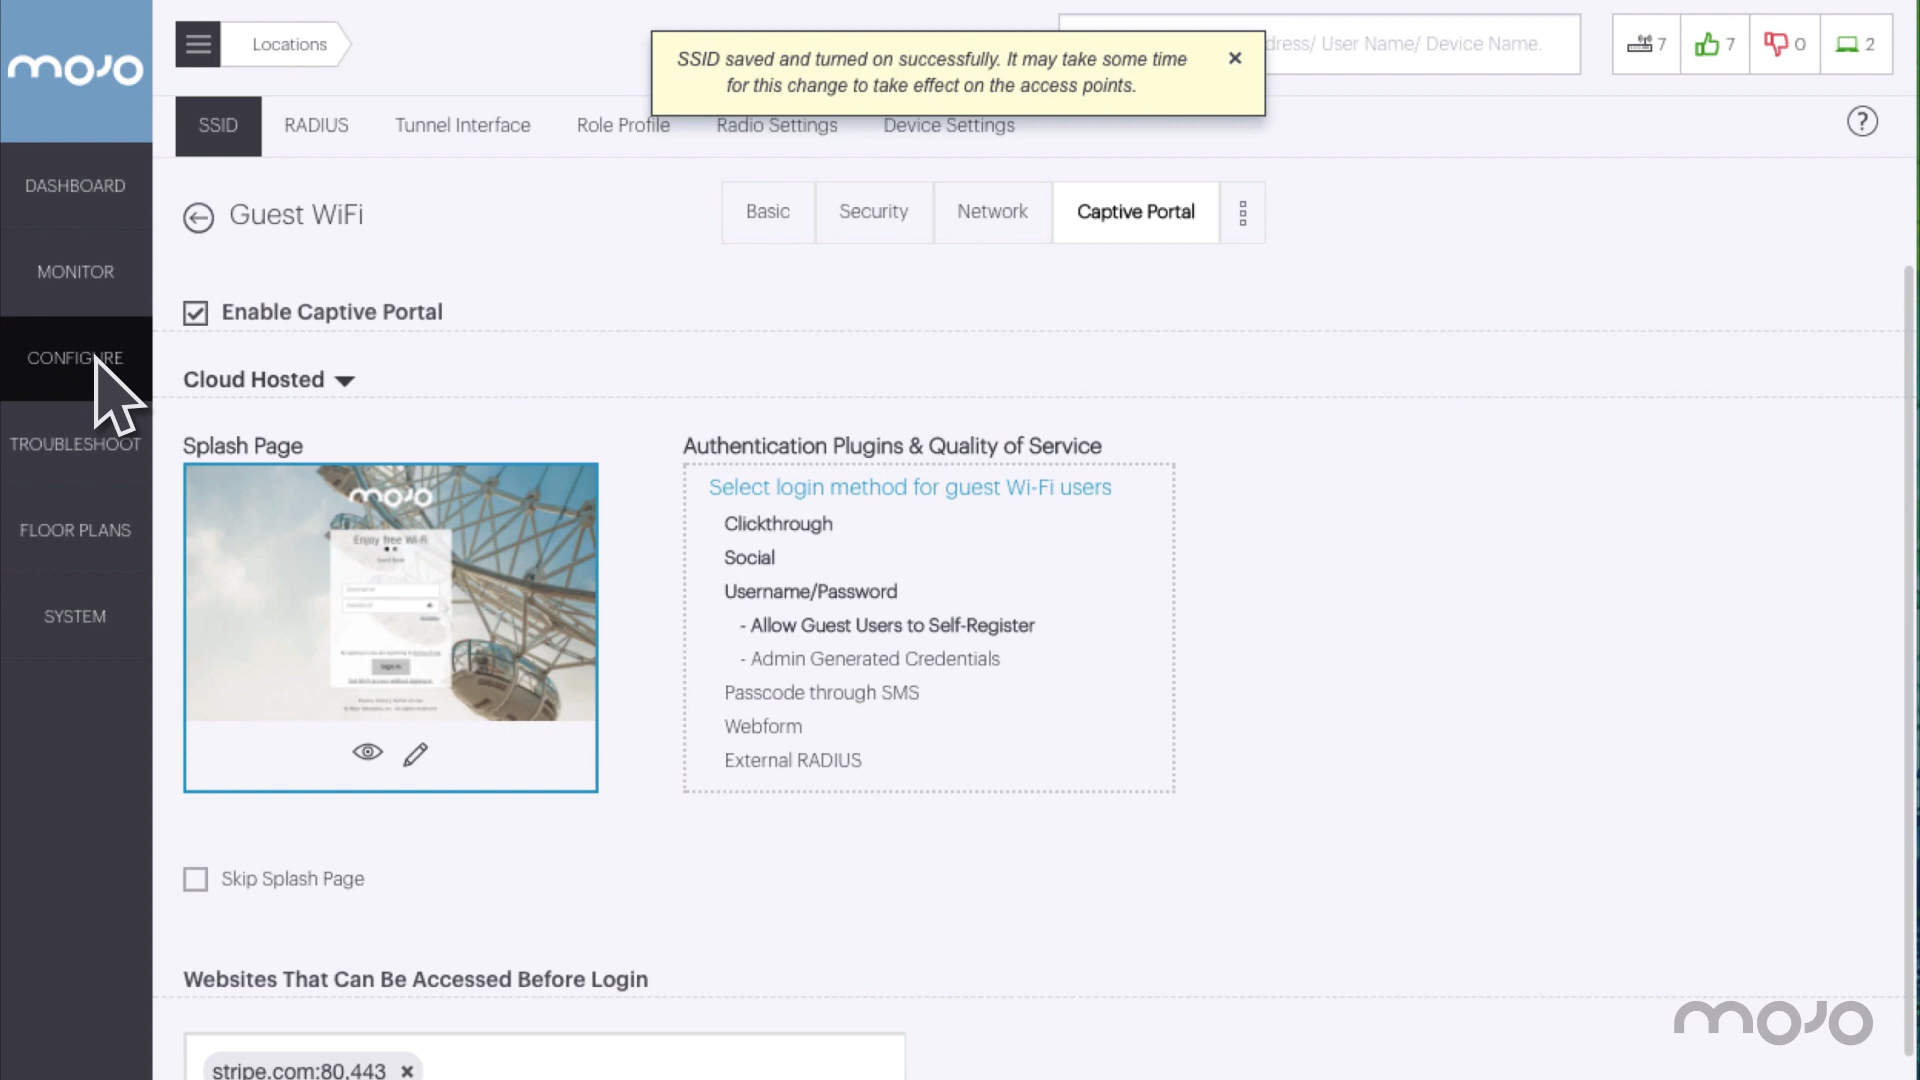 mojo
Locations
SSID saved and turned on successfully. It may take some time
for this change to take effect on the access points.
dress/ User Name/ Device Name.
7
7
0
2
SSID
RADIUS
Tunnel Interface
Role Profile
Radio Settings
Device Settings
?
DASHBOARD
MONITOR
CONFIGURE
TROUBLESHOOT
FLOOR PLANS
SYSTEM
Guest WiFi
Basic
Security
Network
Captive Portal
Enable Captive Portal
Cloud Hosted
Splash Page
mojo
Enjoy free Wi-Fi
Sign In
Authentication Plugins & Quality of Service
Select login method for guest Wi-Fi users
Clickthrough
Social
Username/Password
- Allow Guest Users to Self-Register
- Admin Generated Credentials
Passcode through SMS
Webform
External RADIUS
Skip Splash Page
Websites That Can Be Accessed Before Login
stripe.com:80,443
mojo